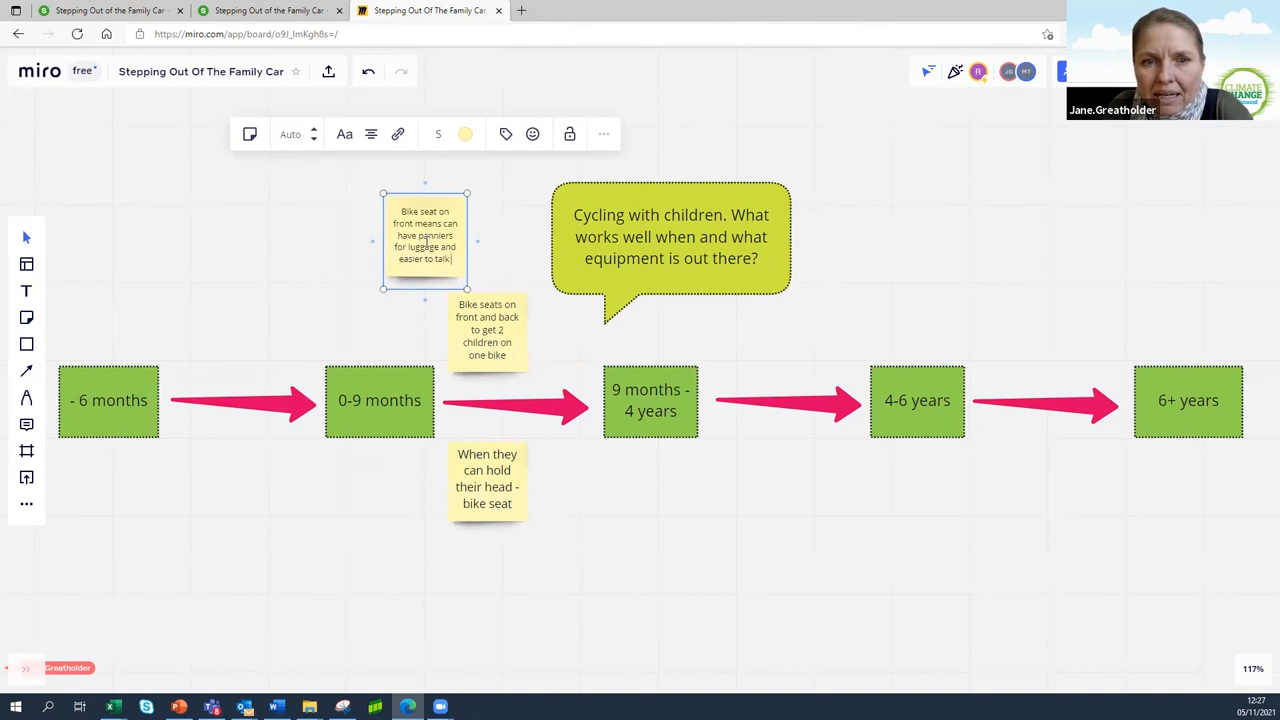 Stepping Out of the Family Car
Stepping Out of the Family Car
Stepping Out Of The Family Car
https://miro.com/app/board/o9J_lmKgh8s=/
miro free Stepping Out Of The Family Car
R
JG
MT
Jane.Greatholder
CLIMATE
CHANGE
Auto
Aa
S
Bike seat on
front means can
have panniers
for luggage and
easier to talk
Cycling with children. What
works well when and what
equipment is out there?
Bike seats on
front and back
to get 2
children on
one bike
- 6 months
0-9 months
9 months -
4 years
4-6 years
6+ years
When they
can hold
their head -
bike seat
Greatholder
117%
12:27
05/11/2021